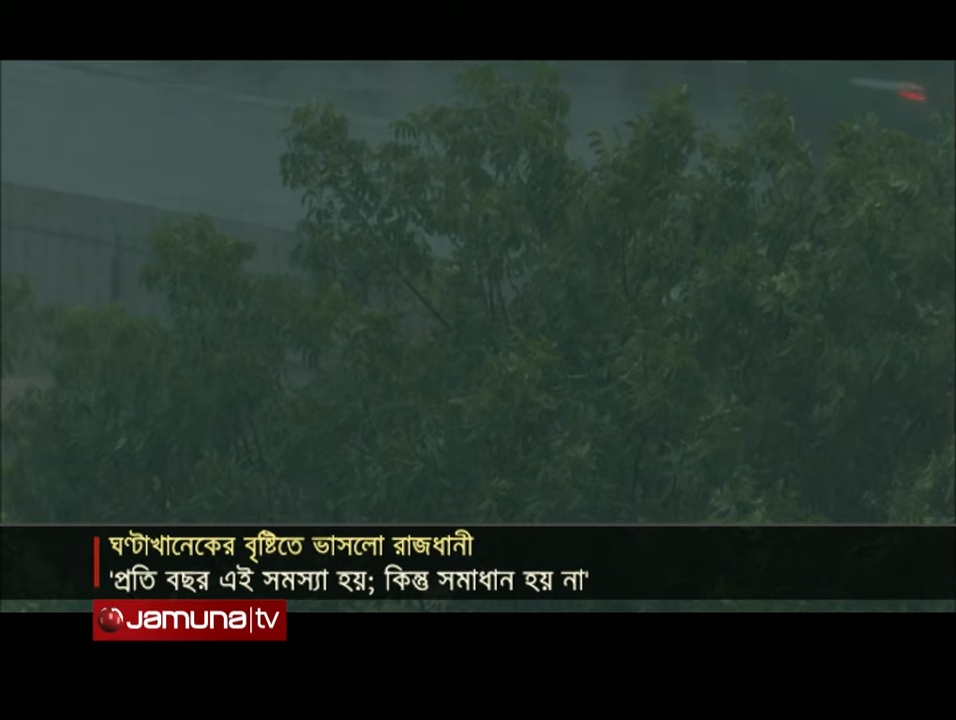 ঘণ্টাখানেকের বৃষ্টিতে ভাসলো রাজধানী
'প্রতি বছর এই সমস্যা হয়; কিন্তু সমাধান হয় না'
Jamuna|tv